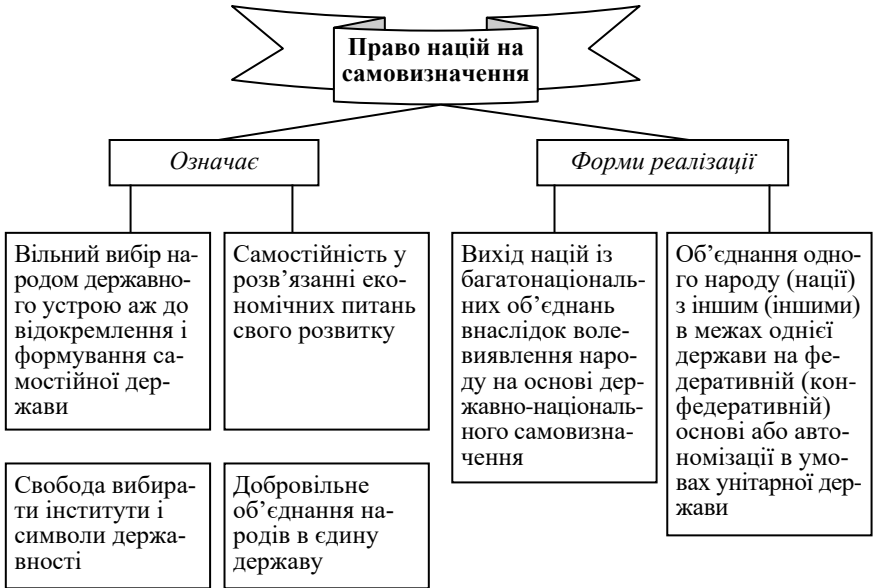 Право націй на
самовизначення
Означає
Форми реалізації
Вільний вибір на-
родом державно-
го устрою аж до
відокремлення і
формування са-
мостійної дер-
жави
Самостійність у
розв’язанні еко-
номічних питань
свого розвитку
Свобода вибира-
ти інститути і
символи держа-
вності
Добровільне
об’єднання на-
родів в єдину
державу
Вихід націй із
багатонаціональ-
них об’єднань
внаслідок воле-
виявлення наро-
ду на основі дер-
жавно-національ-
ного самовизна-
чення
Об’єднання одно-
го народу (нації)
з іншим (іншими)
в межах однієї
держави на фе-
деративній (кон-
федеративній)
основі або авто-
номізації в умо-
вах унітарної дер-
жави